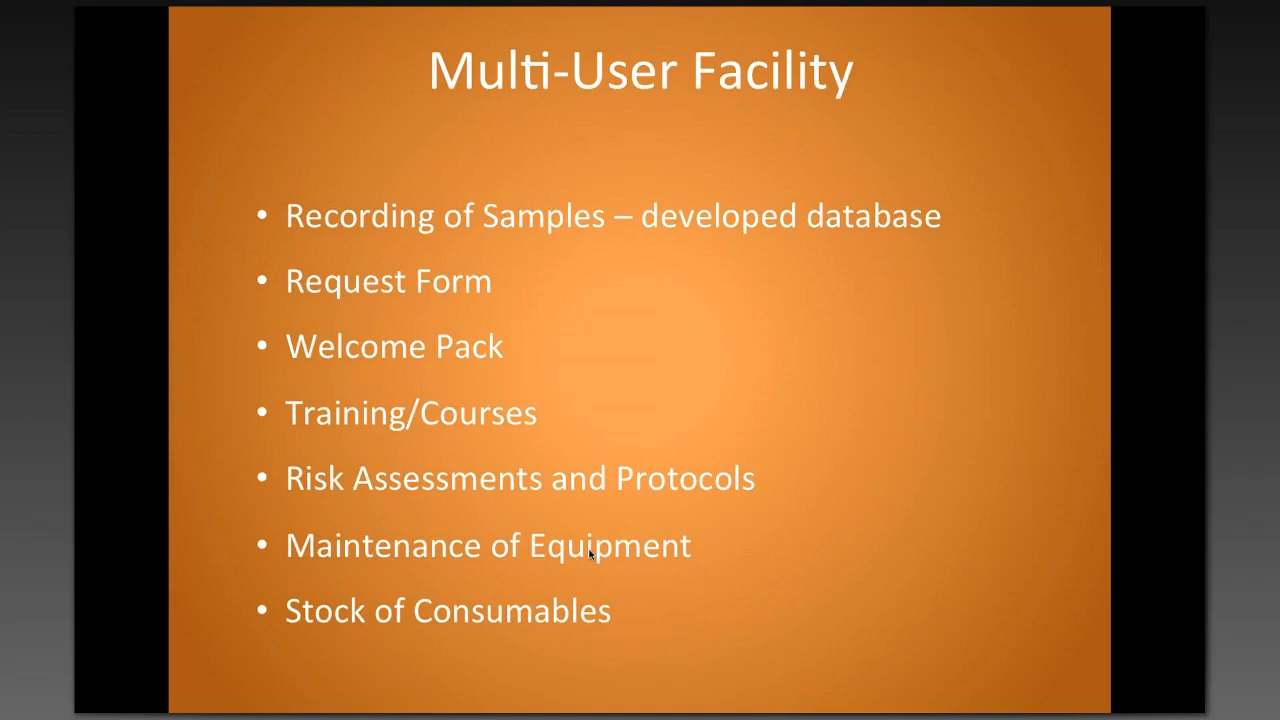 Multi-User Facility
• Recording of Samples – developed database
• Request Form
• Welcome Pack
• Training/Courses
• Risk Assessments and Protocols
• Maintenance of Equipment
• Stock of Consumables